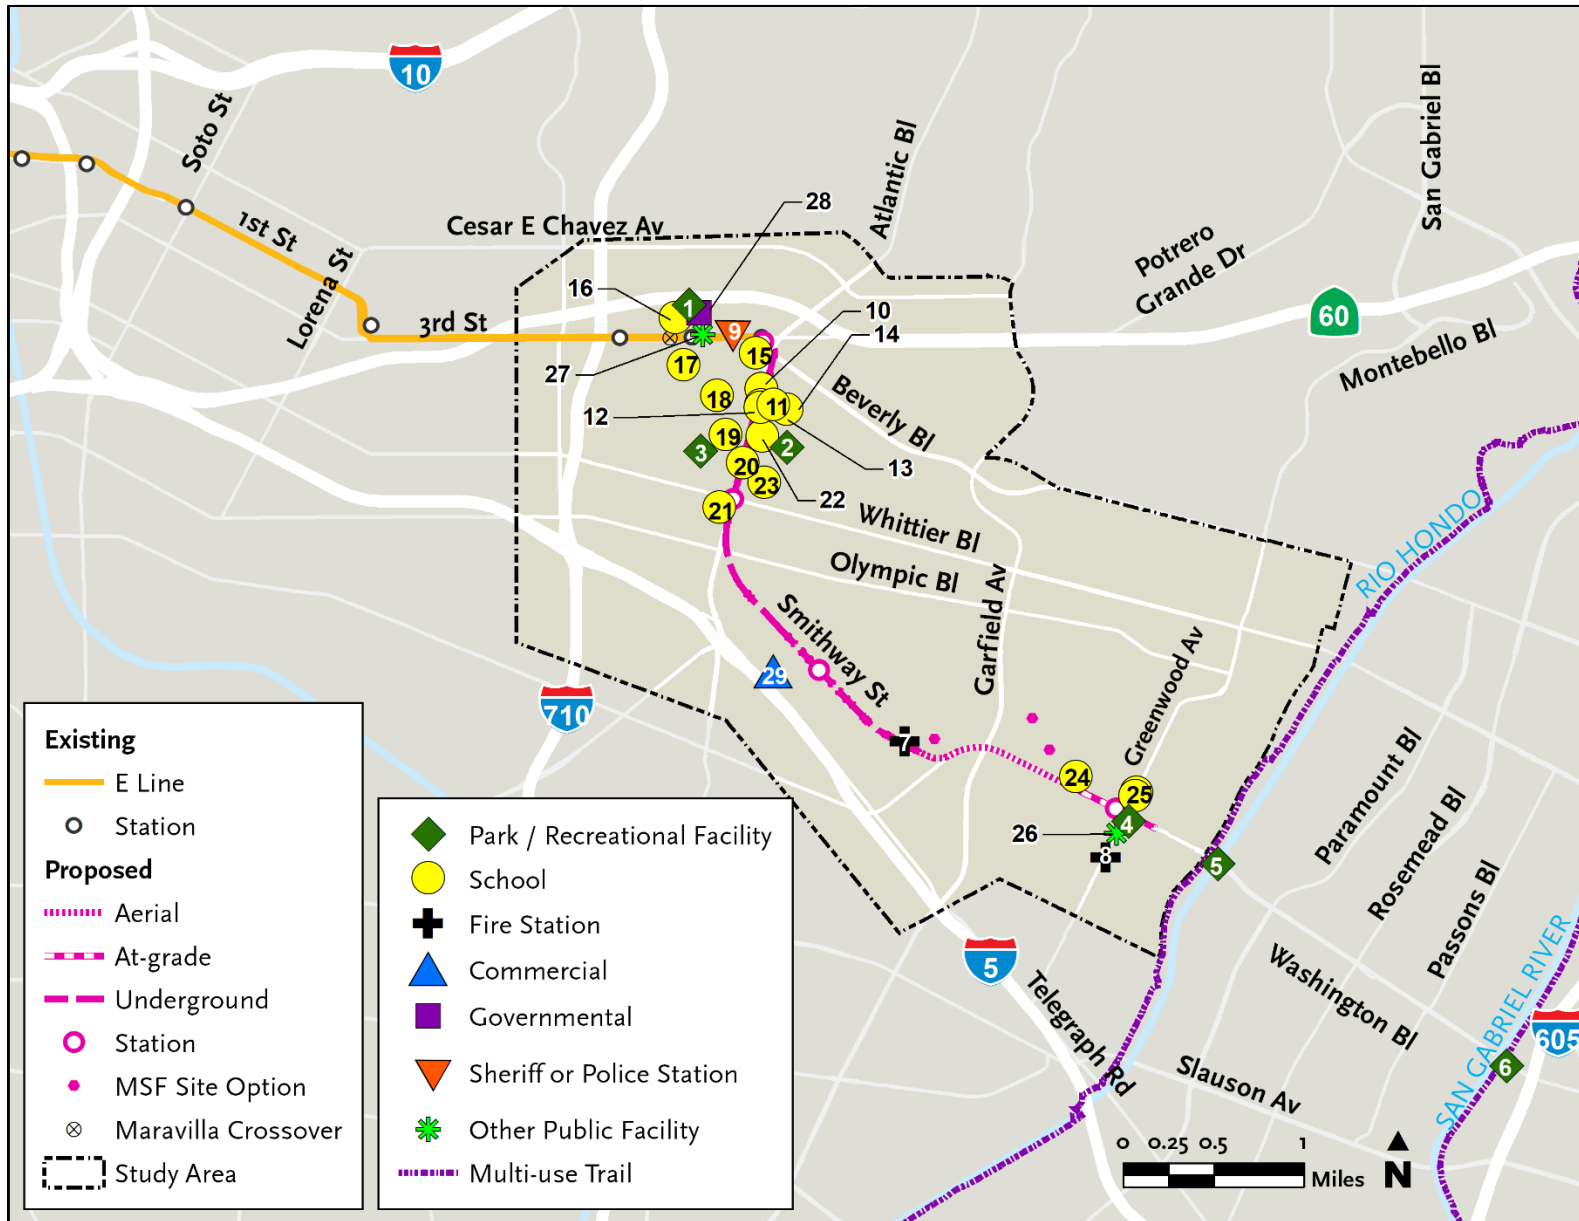 10
Soto St
Atlantic Bl
San Gabriel Bl
1st St
Lorena St
Cesar E Chavez Av
28
Potrero
Grande Dr
16
1
10
60
3rd St
9
14
Montebello Bl
27
15
17
18
11
12
Beverly Bl
19
3
2
13
20
23
22
21
Whittier Bl
RIO HONDO
Olympic Bl
Smithway St
Garfield Av
Greenwood Av
29
710
7
24
25
4
26
8
5
Paramount Bl
Rosemead Bl
Passons Bl
5
Telegraph Rd
Washington Bl
Slauson Av
SAN GABRIEL RIVER
605
6
Existing
E Line
Station
Proposed
Aerial
At-grade
Underground
Station
MSF Site Option
Maravilla Crossover
Study Area
Park / Recreational Facility
School
Fire Station
Commercial
Governmental
Sheriff or Police Station
Other Public Facility
Multi-use Trail
0 0.25 0.5 1
Miles
N